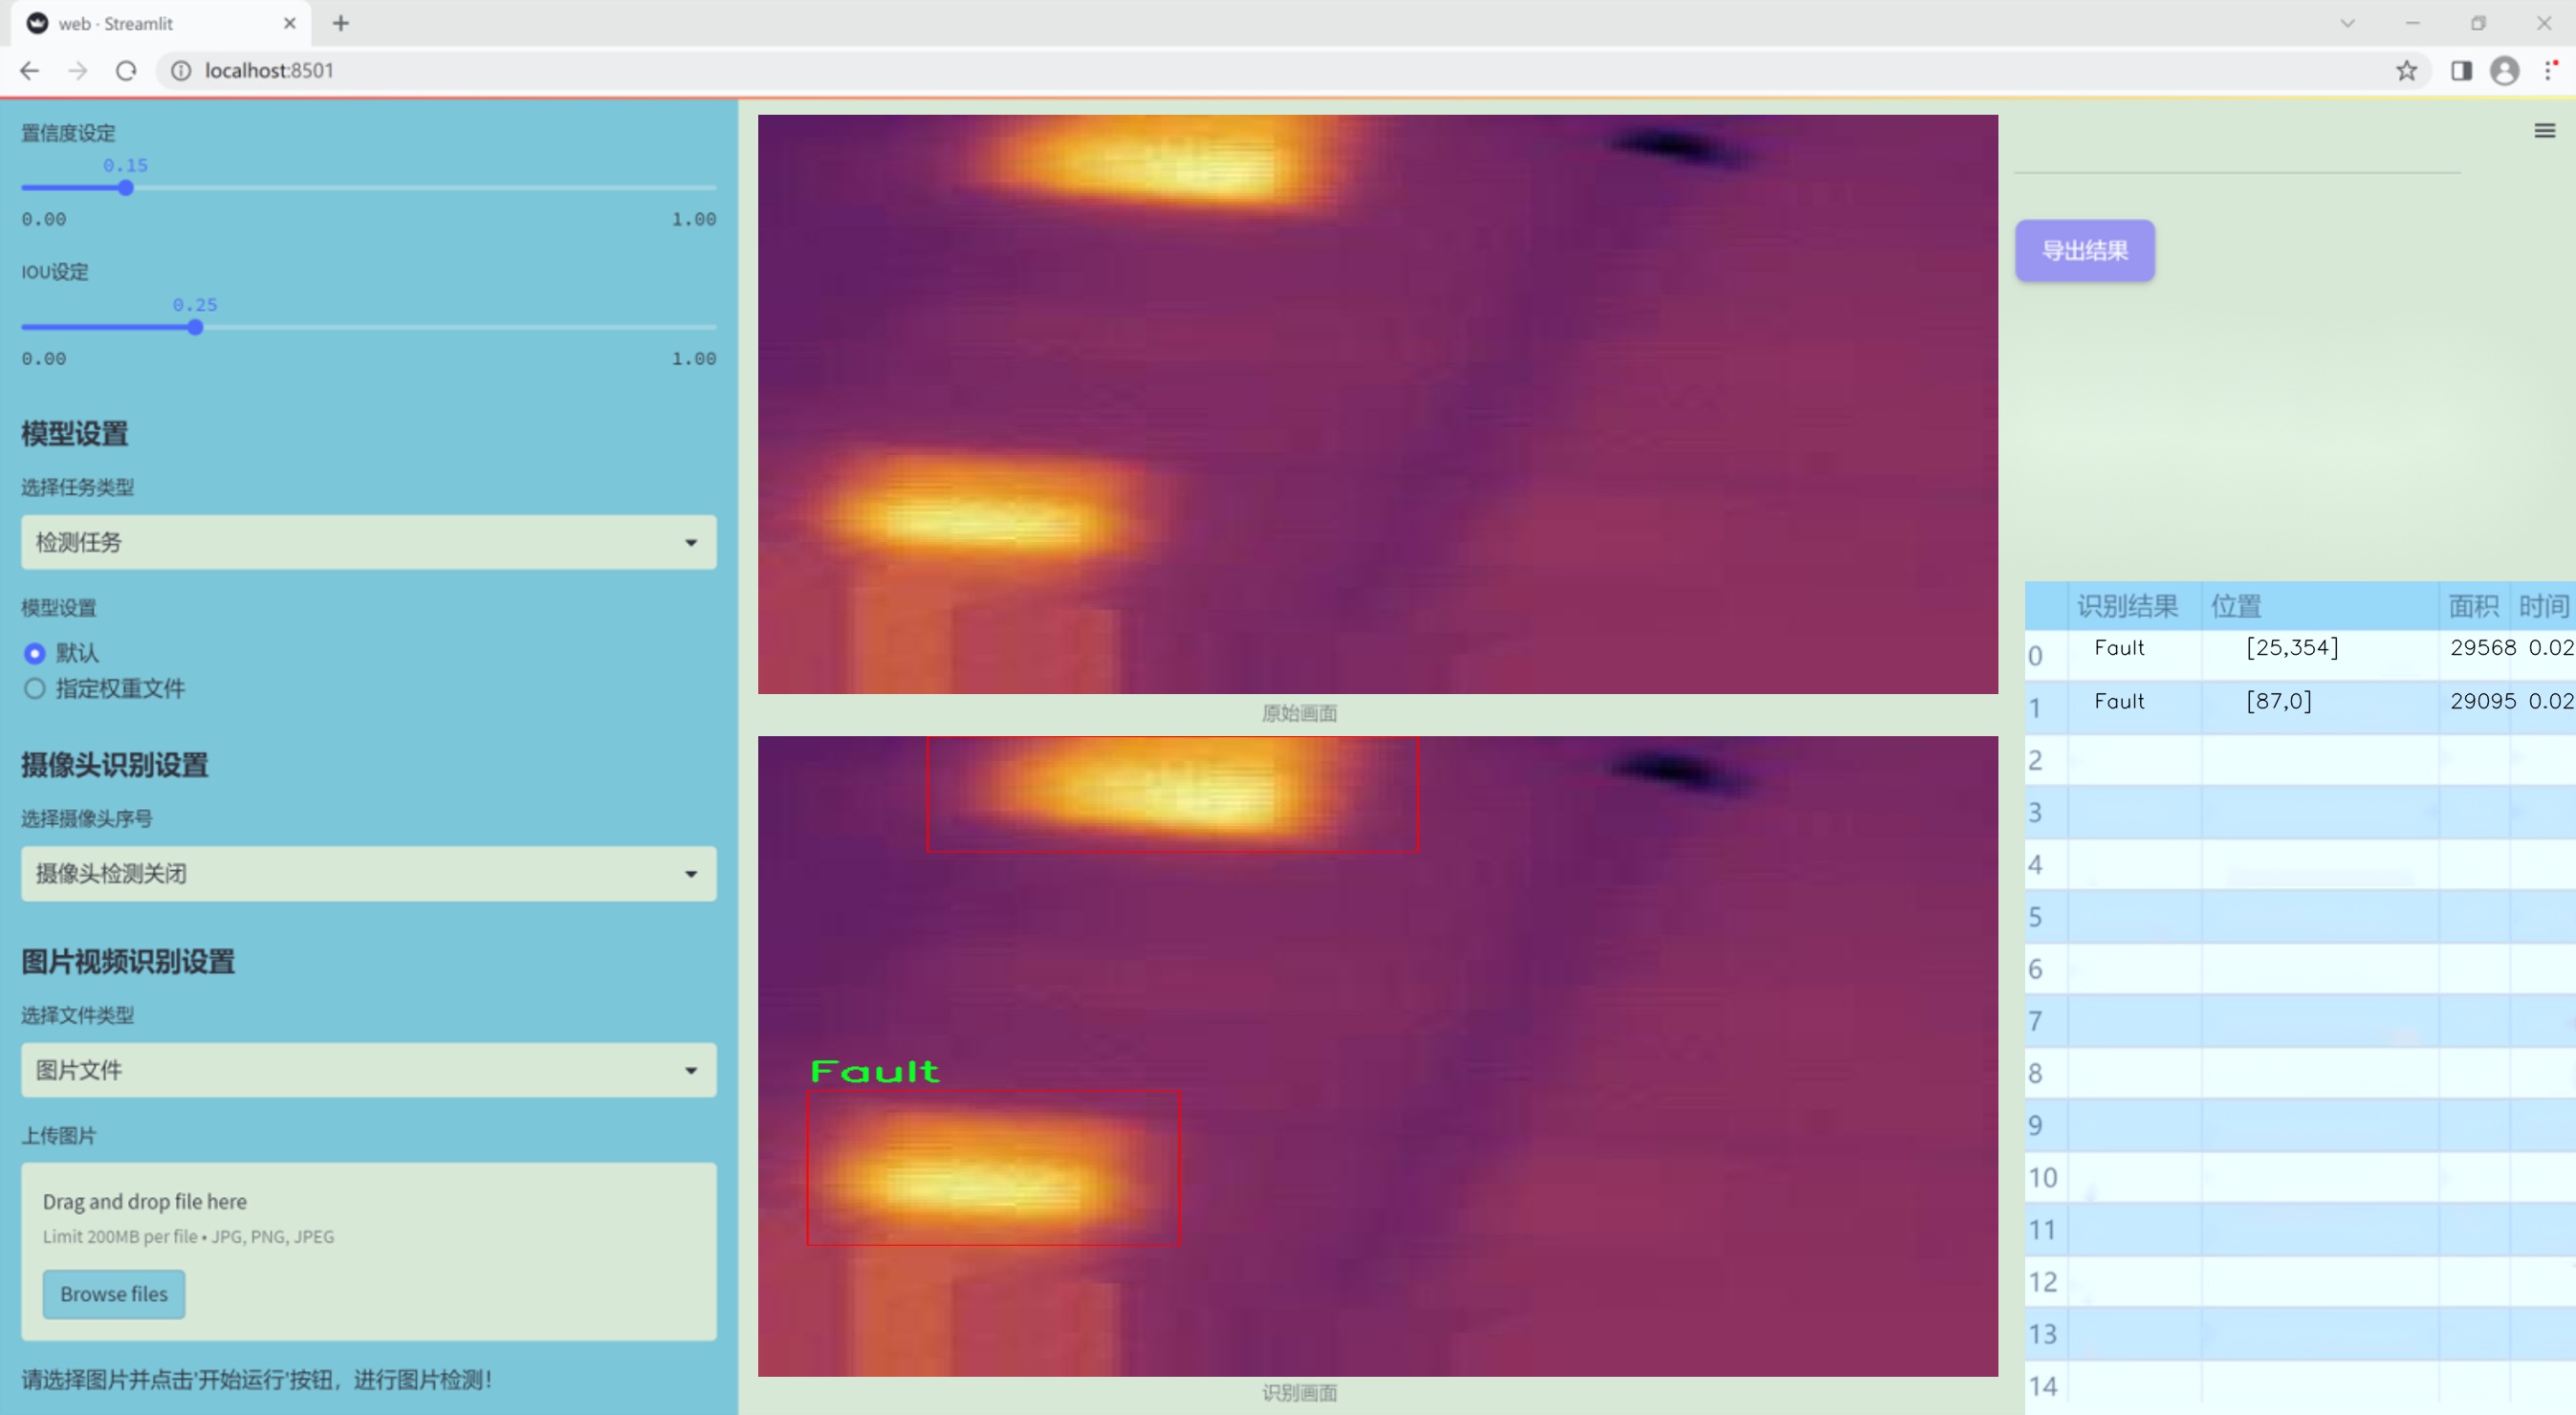 web · Streamlit
localhost:8501
置信度设定
0.15
0.00 1.00
IOU设定
0.25
0.00 1.00
模型设置
选择任务类型
检测任务
模型设置
默认
指定权重文件
摄像头识别设置
选择摄像头序号
摄像头检测关闭
图片视频识别设置
选择文件类型
图片文件
上传图片
Drag and drop file here
Limit 200MB per file • JPG, PNG, JPEG
Browse files
请选择图片并点击'开始运行'按钮，进行图片检测!
原始画面
Fault
识别画面
导出结果
识别结果 位置 面积 时间
0 Fault [25,354] 29568 0.02
1 Fault [87,0] 29095 0.02
2
3
4
5
6
7
8
9
10
11
12
13
14